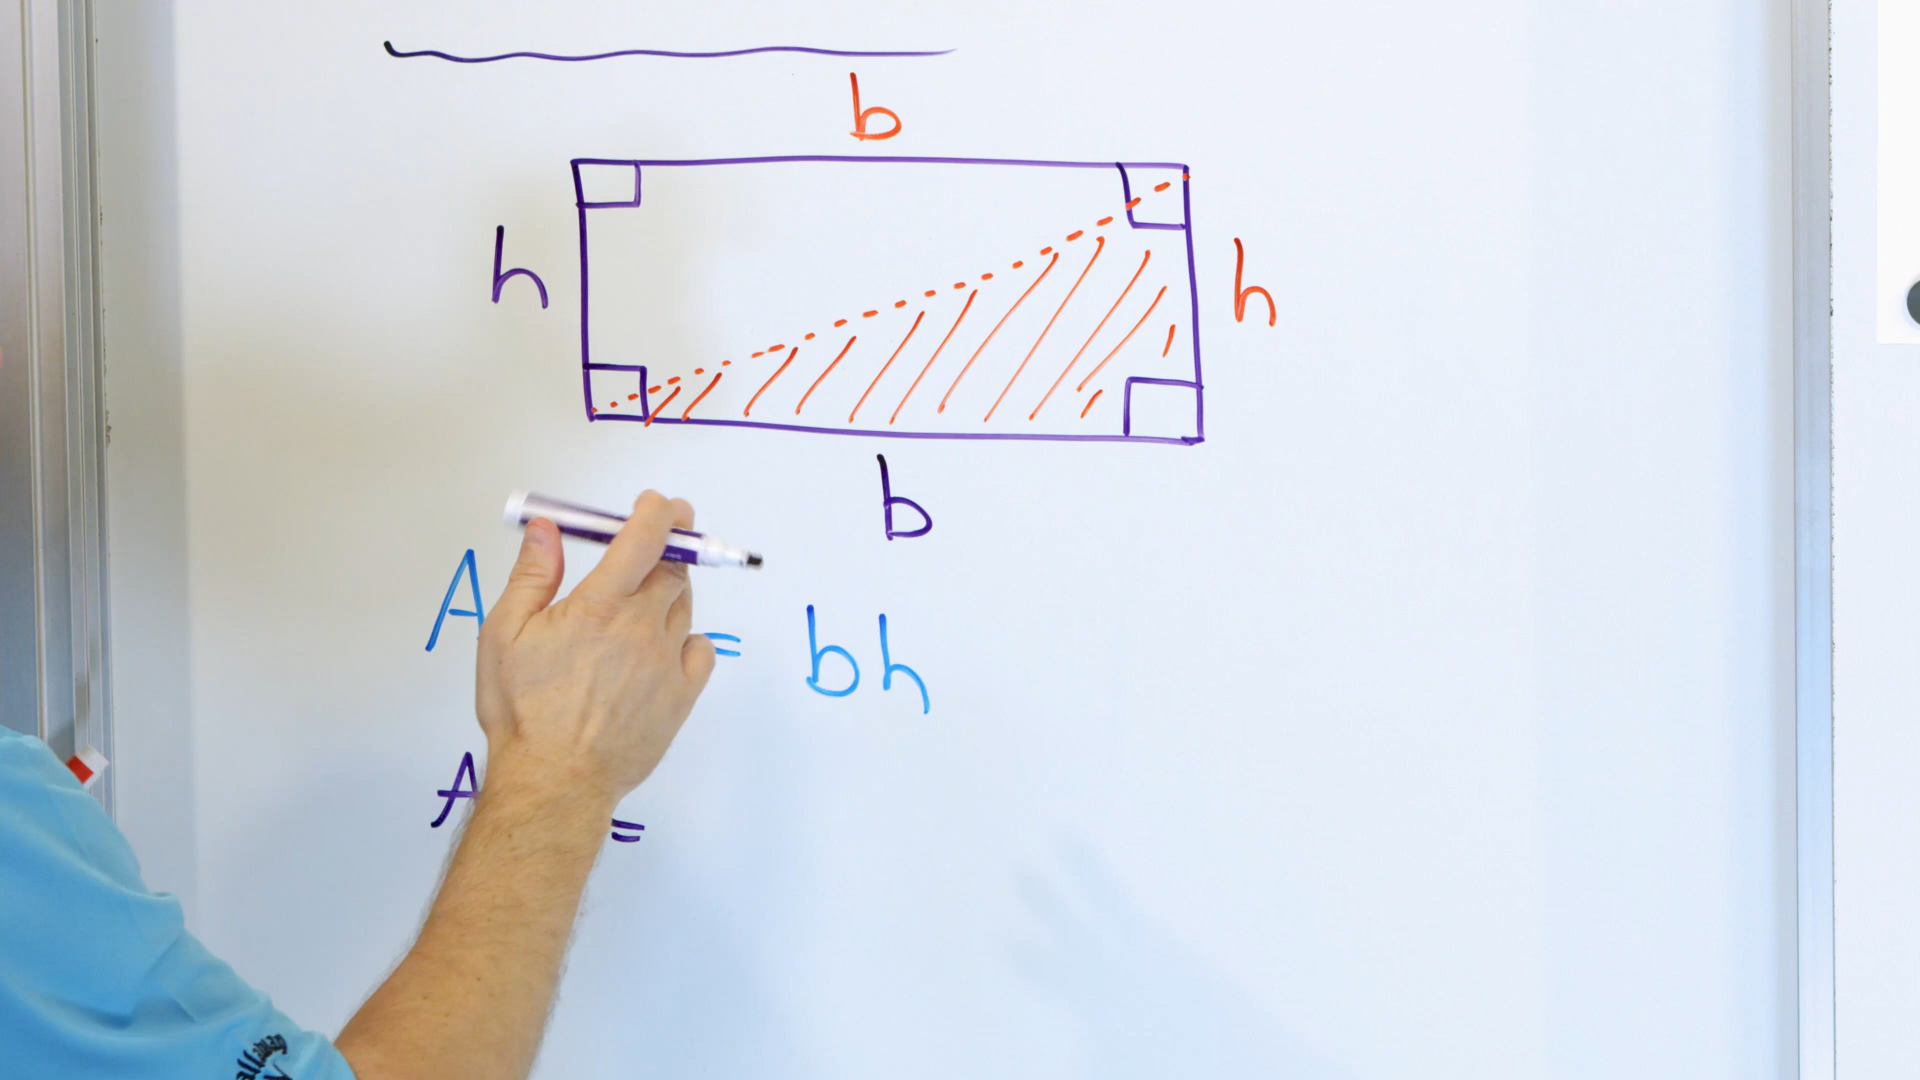 b
h h
b
A = bh
A =